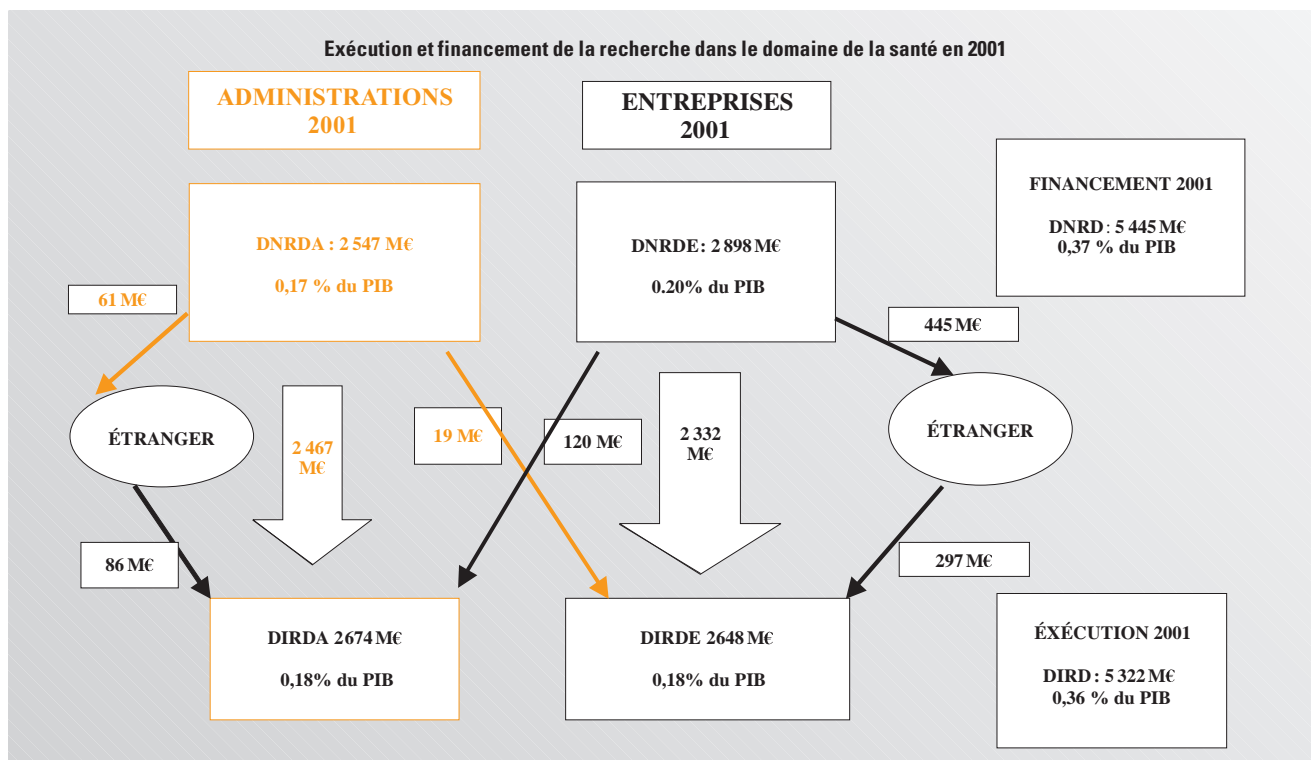 Exécution et financement de la recherche dans le domaine de la santé en 2001
ADMINISTRATIONS
2001
ENTREPRISES
2001
FINANCEMENT 2001
DNRD : 5 445 M€
0,37 % du PIB
DNRDA : 2 547 M€
0,17 % du PIB
DNRDE : 2 898 M€
0.20% du PIB
61 M€
445 M€
ÉTRANGER
2 467
M€
19 M€
120 M€
2 332
M€
ÉTRANGER
86 M€
297 M€
DIRDA 2674 M€
0,18% du PIB
DIRDE 2648 M€
0,18% du PIB
ÉXÉCUTION 2001
DIRD : 5 322 M€
0,36 % du PIB